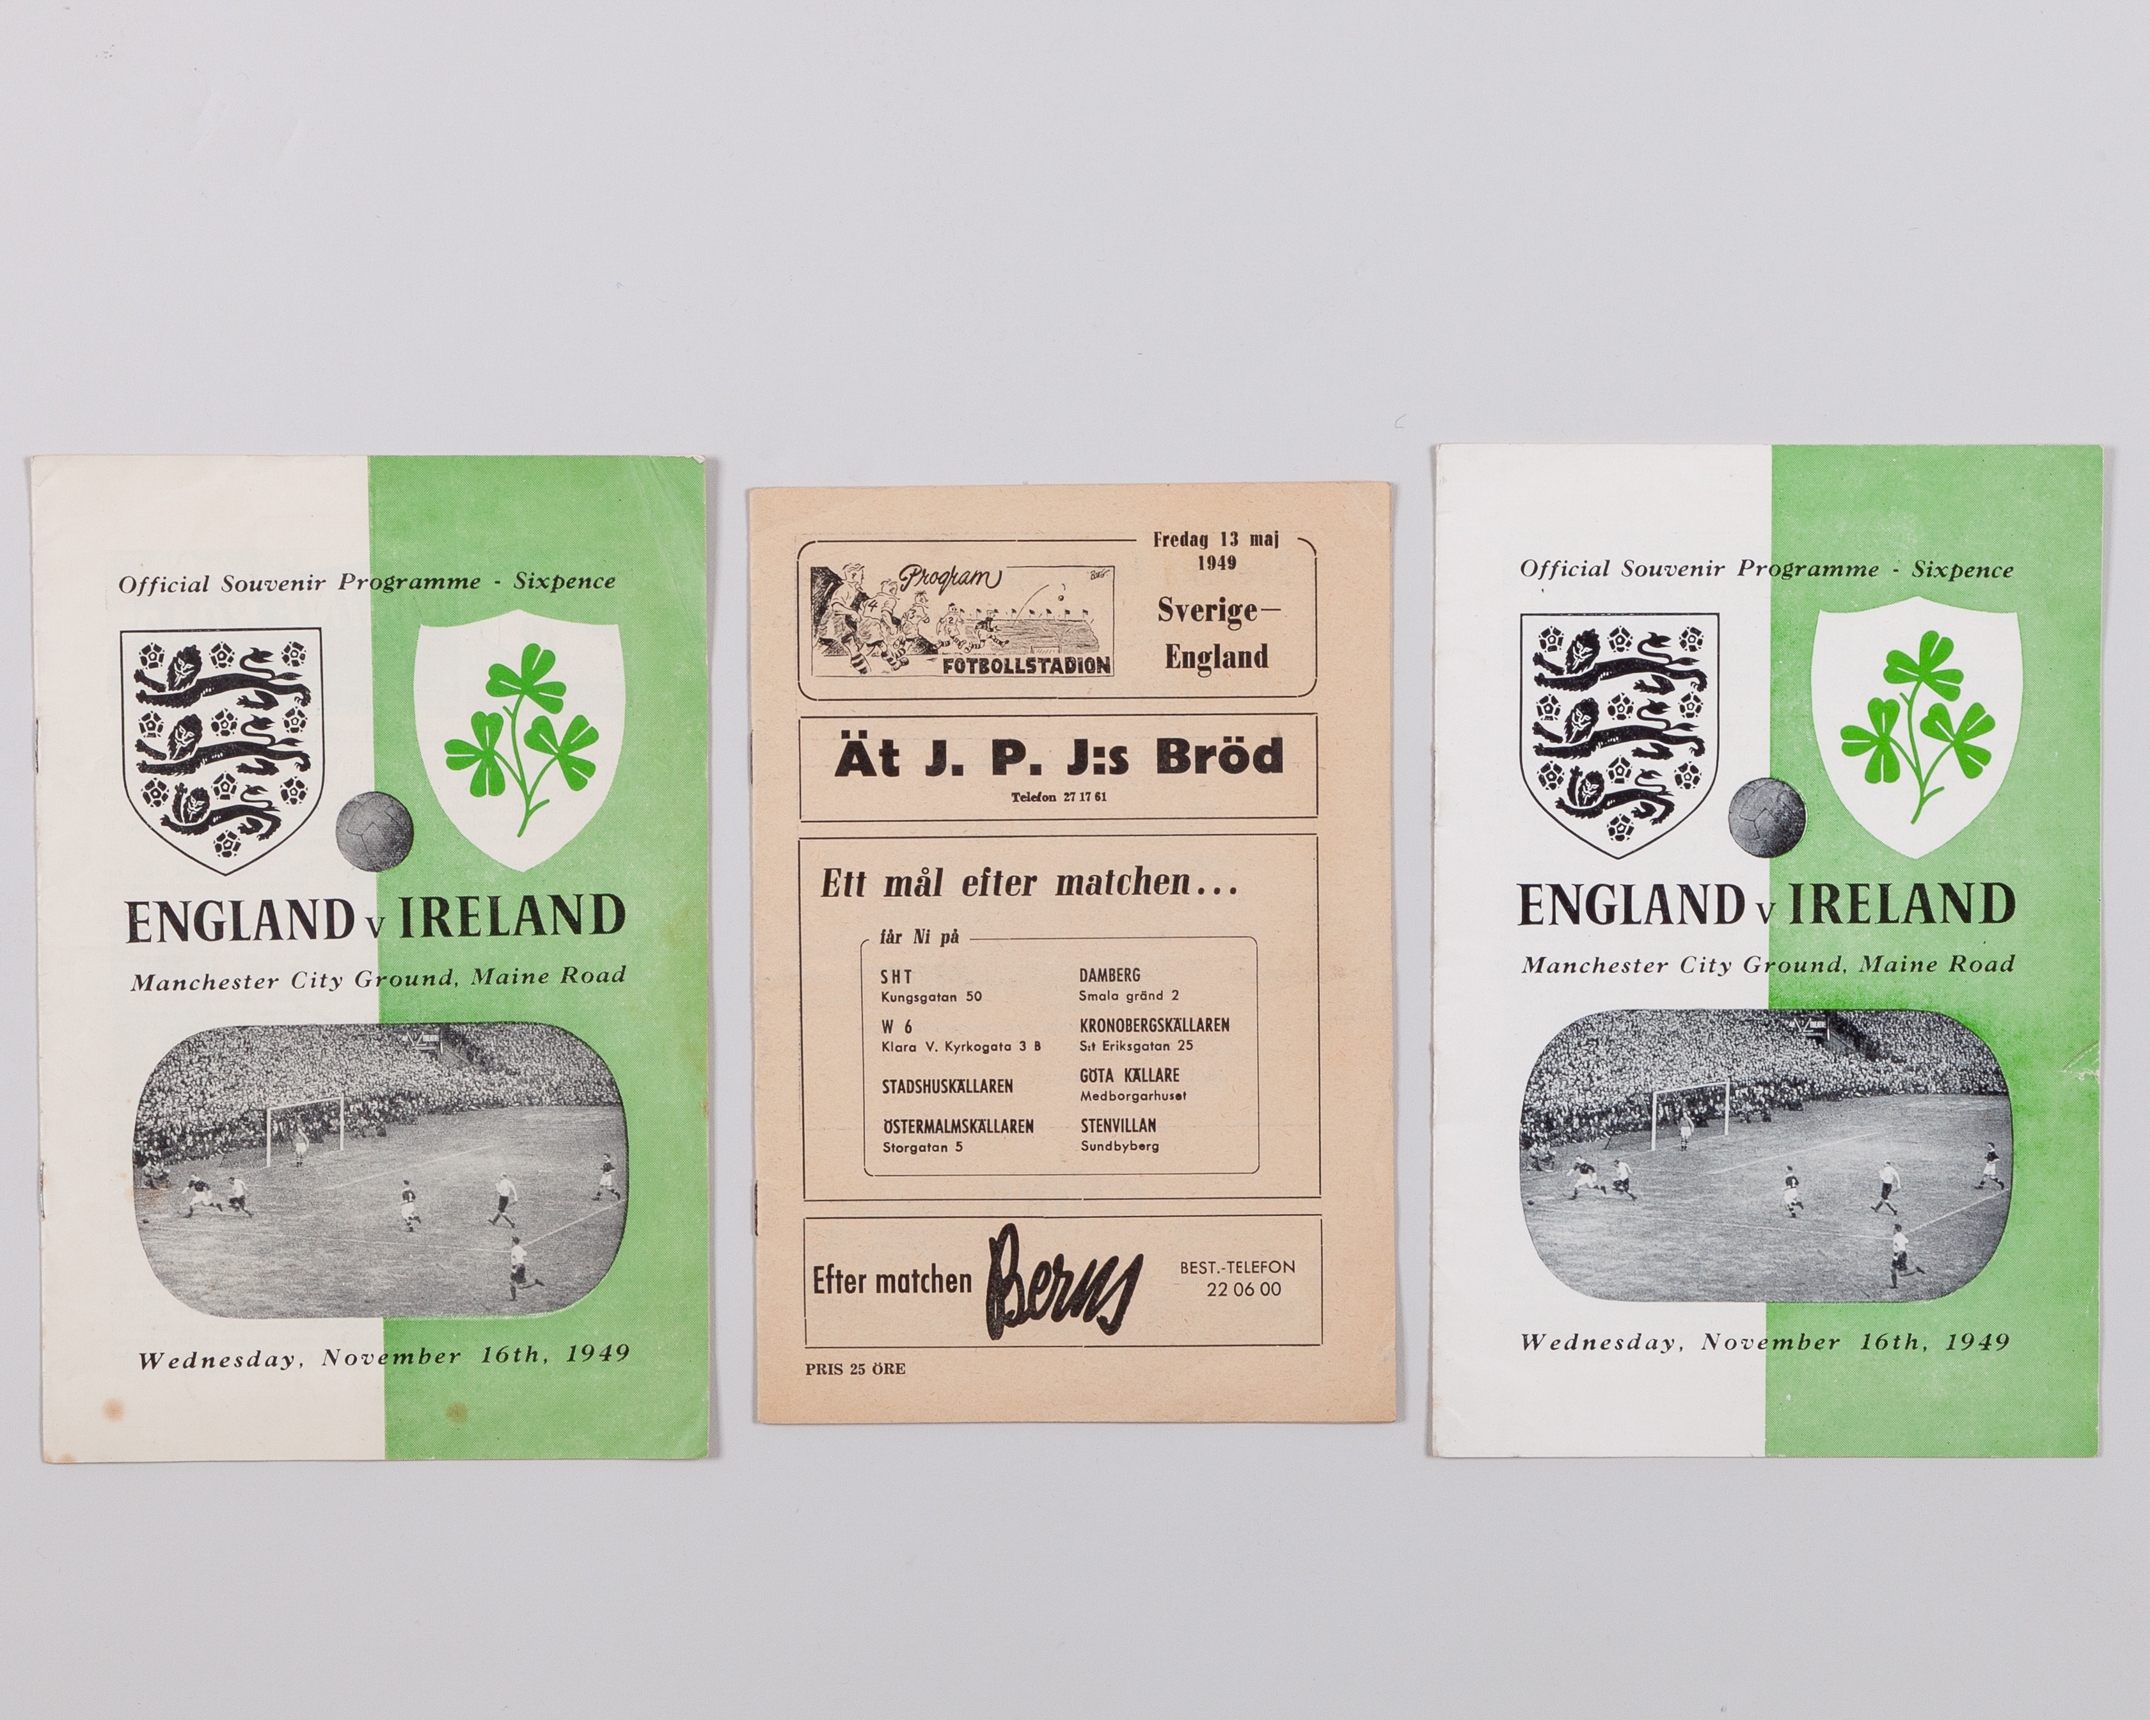 Official Souvenir Programme - Sixpence
ENGLAND v IRELAND
Manchester City Ground, Maine Road
Wednesday, November 16th, 1949
Program
FOTBOLLSTADION
Fredag 13 maj
1949
Sverige—
England
Ät J. P. J:s Bröd
Telefon 27 17 61
Ett mål efter matchen...
får Ni på
SHT
Kungsgatan 50
W 6
Klara V. Kyrkogata 3 B
STADSHUSKÄLLAREN
ÖSTERMALMSKÄLLAREN
Storgatan 5
DAMBERG
Smala gränd 2
KRONOBERGSKÄLLAREN
S:t Eriksgatan 25
GÖTA KÄLLARE
Medborgarhuset
STENVILLAN
Sundbyberg
Efter matchen Berns
BEST.-TELEFON
22 06 00
PRIS 25 ÖRE
Official Souvenir Programme - Sixpence
ENGLAND v IRELAND
Manchester City Ground, Maine Road
Wednesday, November 16th, 1949